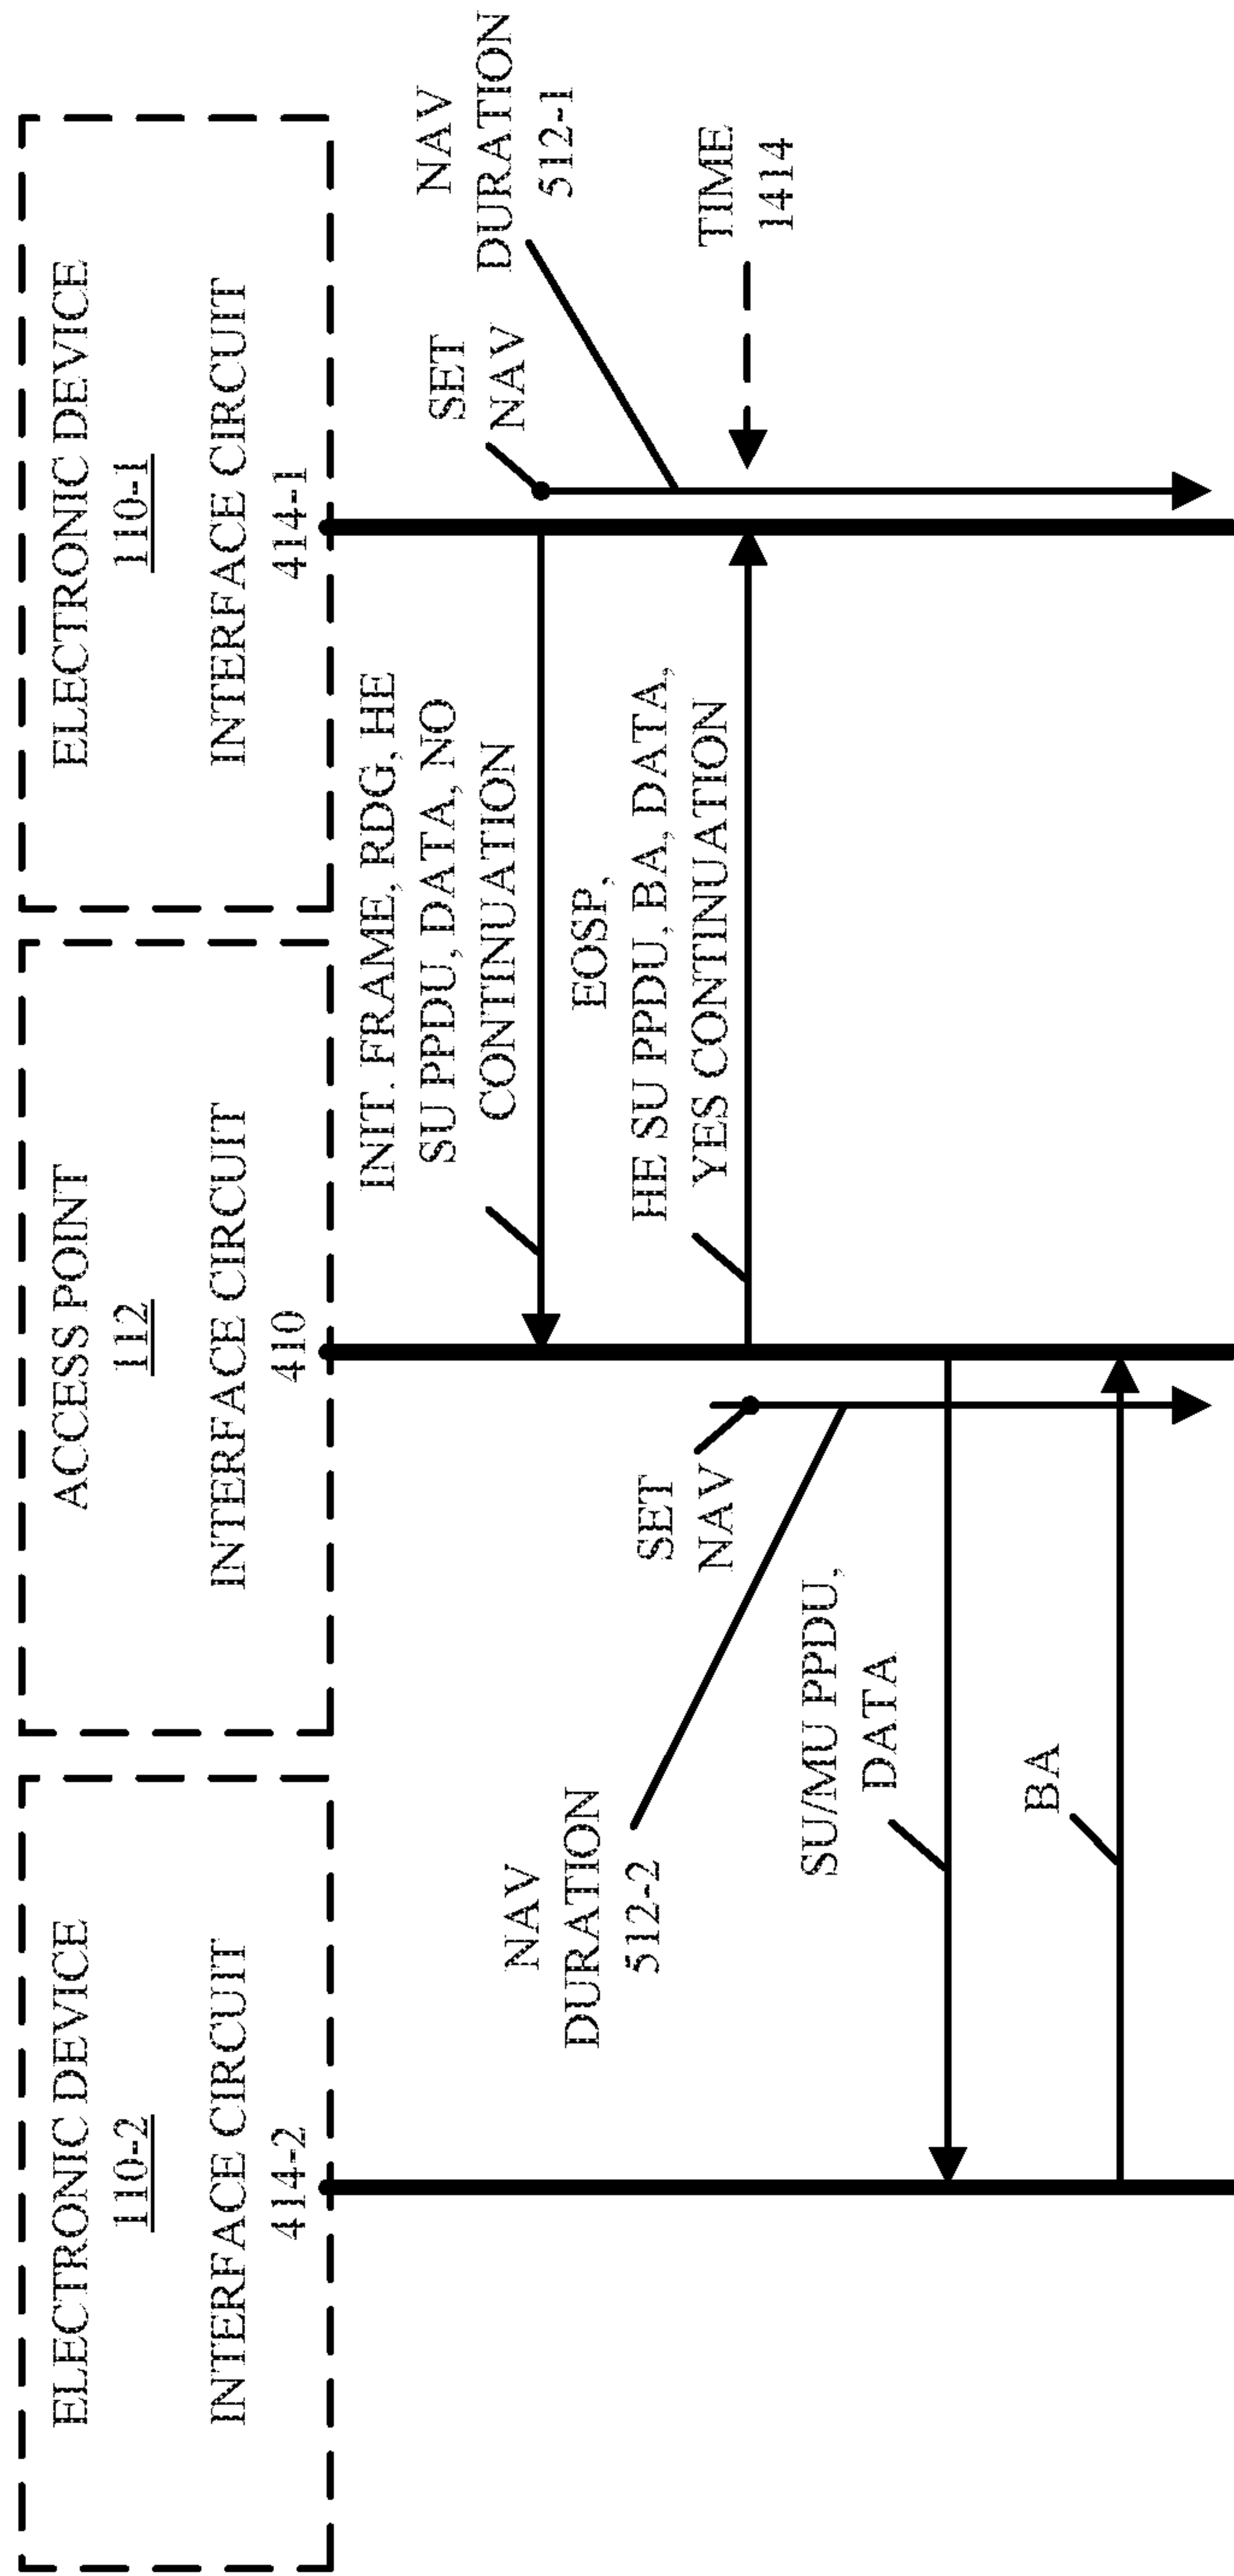 ELECTRONIC DEVICE
110-2
INTERFACE CIRCUIT
414-2
ACCESS POINT
112
INTERFACE CIRCUIT
410
ELECTRONIC DEVICE
110-1
INTERFACE CIRCUIT
414-1
INIT. FRAME, RDG, HE
SU PPDU, DATA, NO
CONTINUATION
SET
NAV
NAV
DURATION
512-1
EOSP,
HE SU PPDU, BA, DATA,
YES CONTINUATION
TIME
1414
SET
NAV
NAV
DURATION
512-2
SU/MU PPDU,
DATA
BA